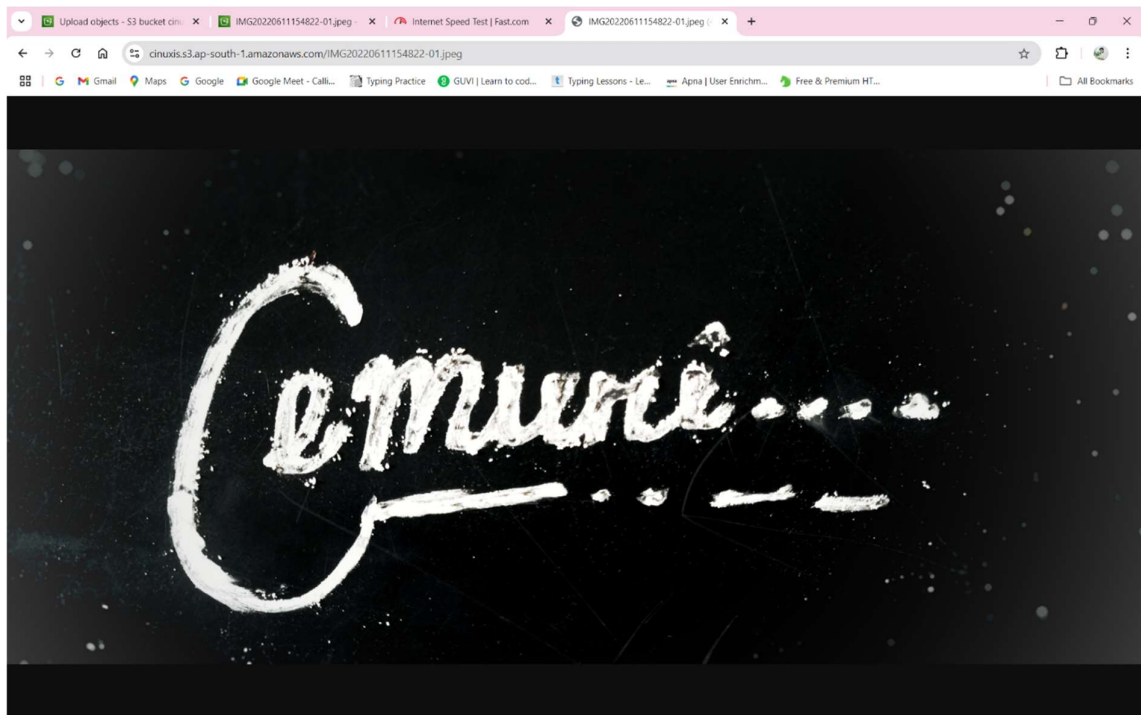 Upload objects - S3 bucket cinu
IMG20220611154822-01.jpeg -
Internet Speed Test | Fast.com
IMG20220611154822-01.jpeg (
cinuxis.s3.ap-south-1.amazonaws.com/IMG20220611154822-01.jpeg
G Gmail Maps Google Google Meet - Calli... Typing Practice GUVI | Learn to cod... Typing Lessons - Le... Apna | User Enrichm... Free & Premium HT... All Bookmarks
Cemuni....